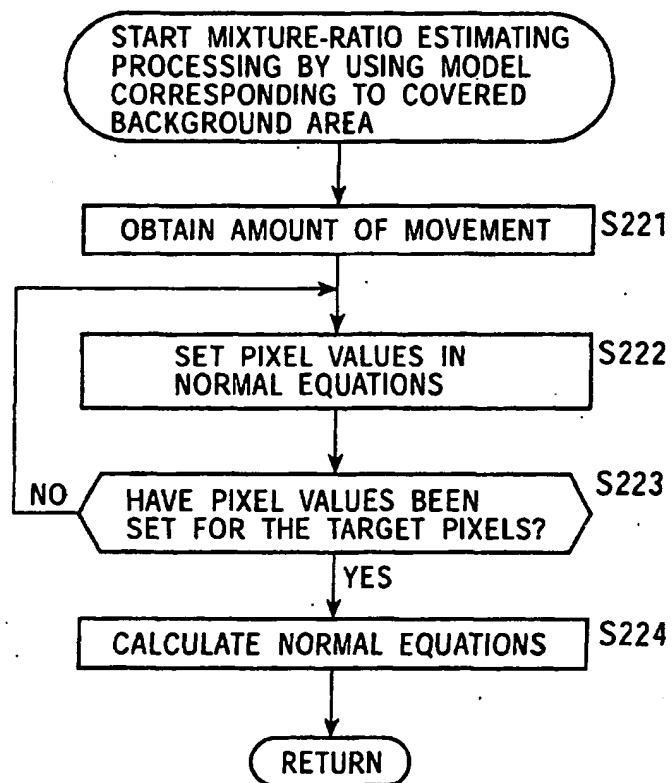 START MIXTURE-RATIO ESTIMATING
PROCESSING BY USING MODEL
CORRESPONDING TO COVERED
BACKGROUND AREA
OBTAIN AMOUNT OF MOVEMENT
S221
SET PIXEL VALUES IN
NORMAL EQUATIONS
S222
HAVE PIXEL VALUES BEEN
SET FOR THE TARGET PIXELS?
S223
NO
YES
CALCULATE NORMAL EQUATIONS
S224
RETURN